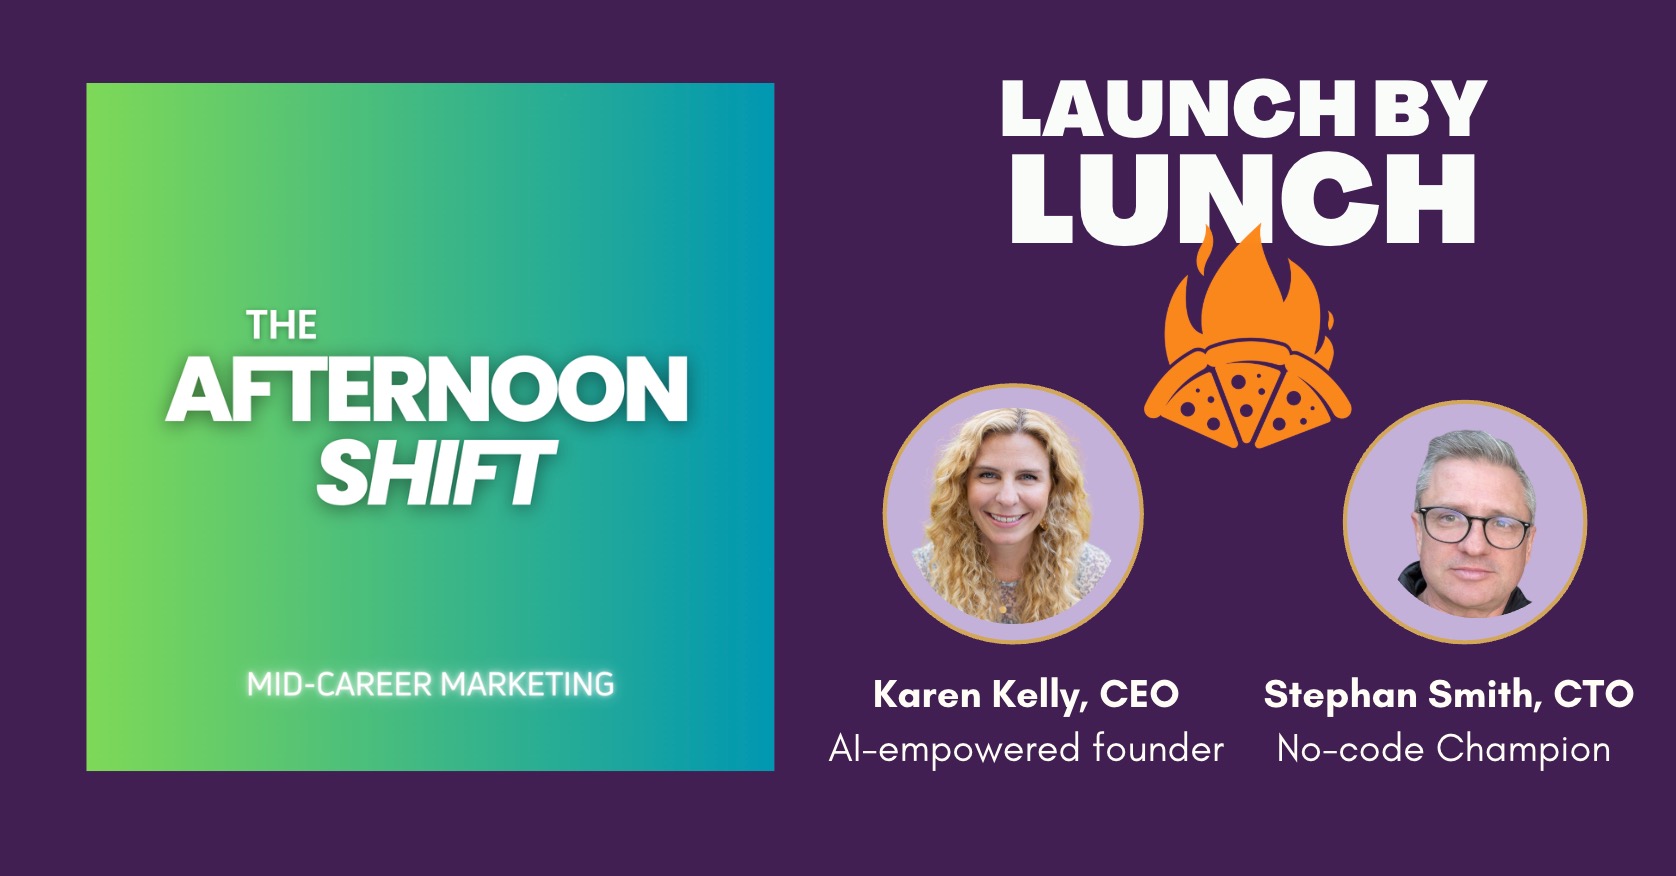 THE
AFTERNOON
SHIFT
MID-CAREER MARKETING
LAUNCH BY
LUNCH
Karen Kelly, CEO
AI-empowered founder
Stephan Smith, CTO
No-code Champion